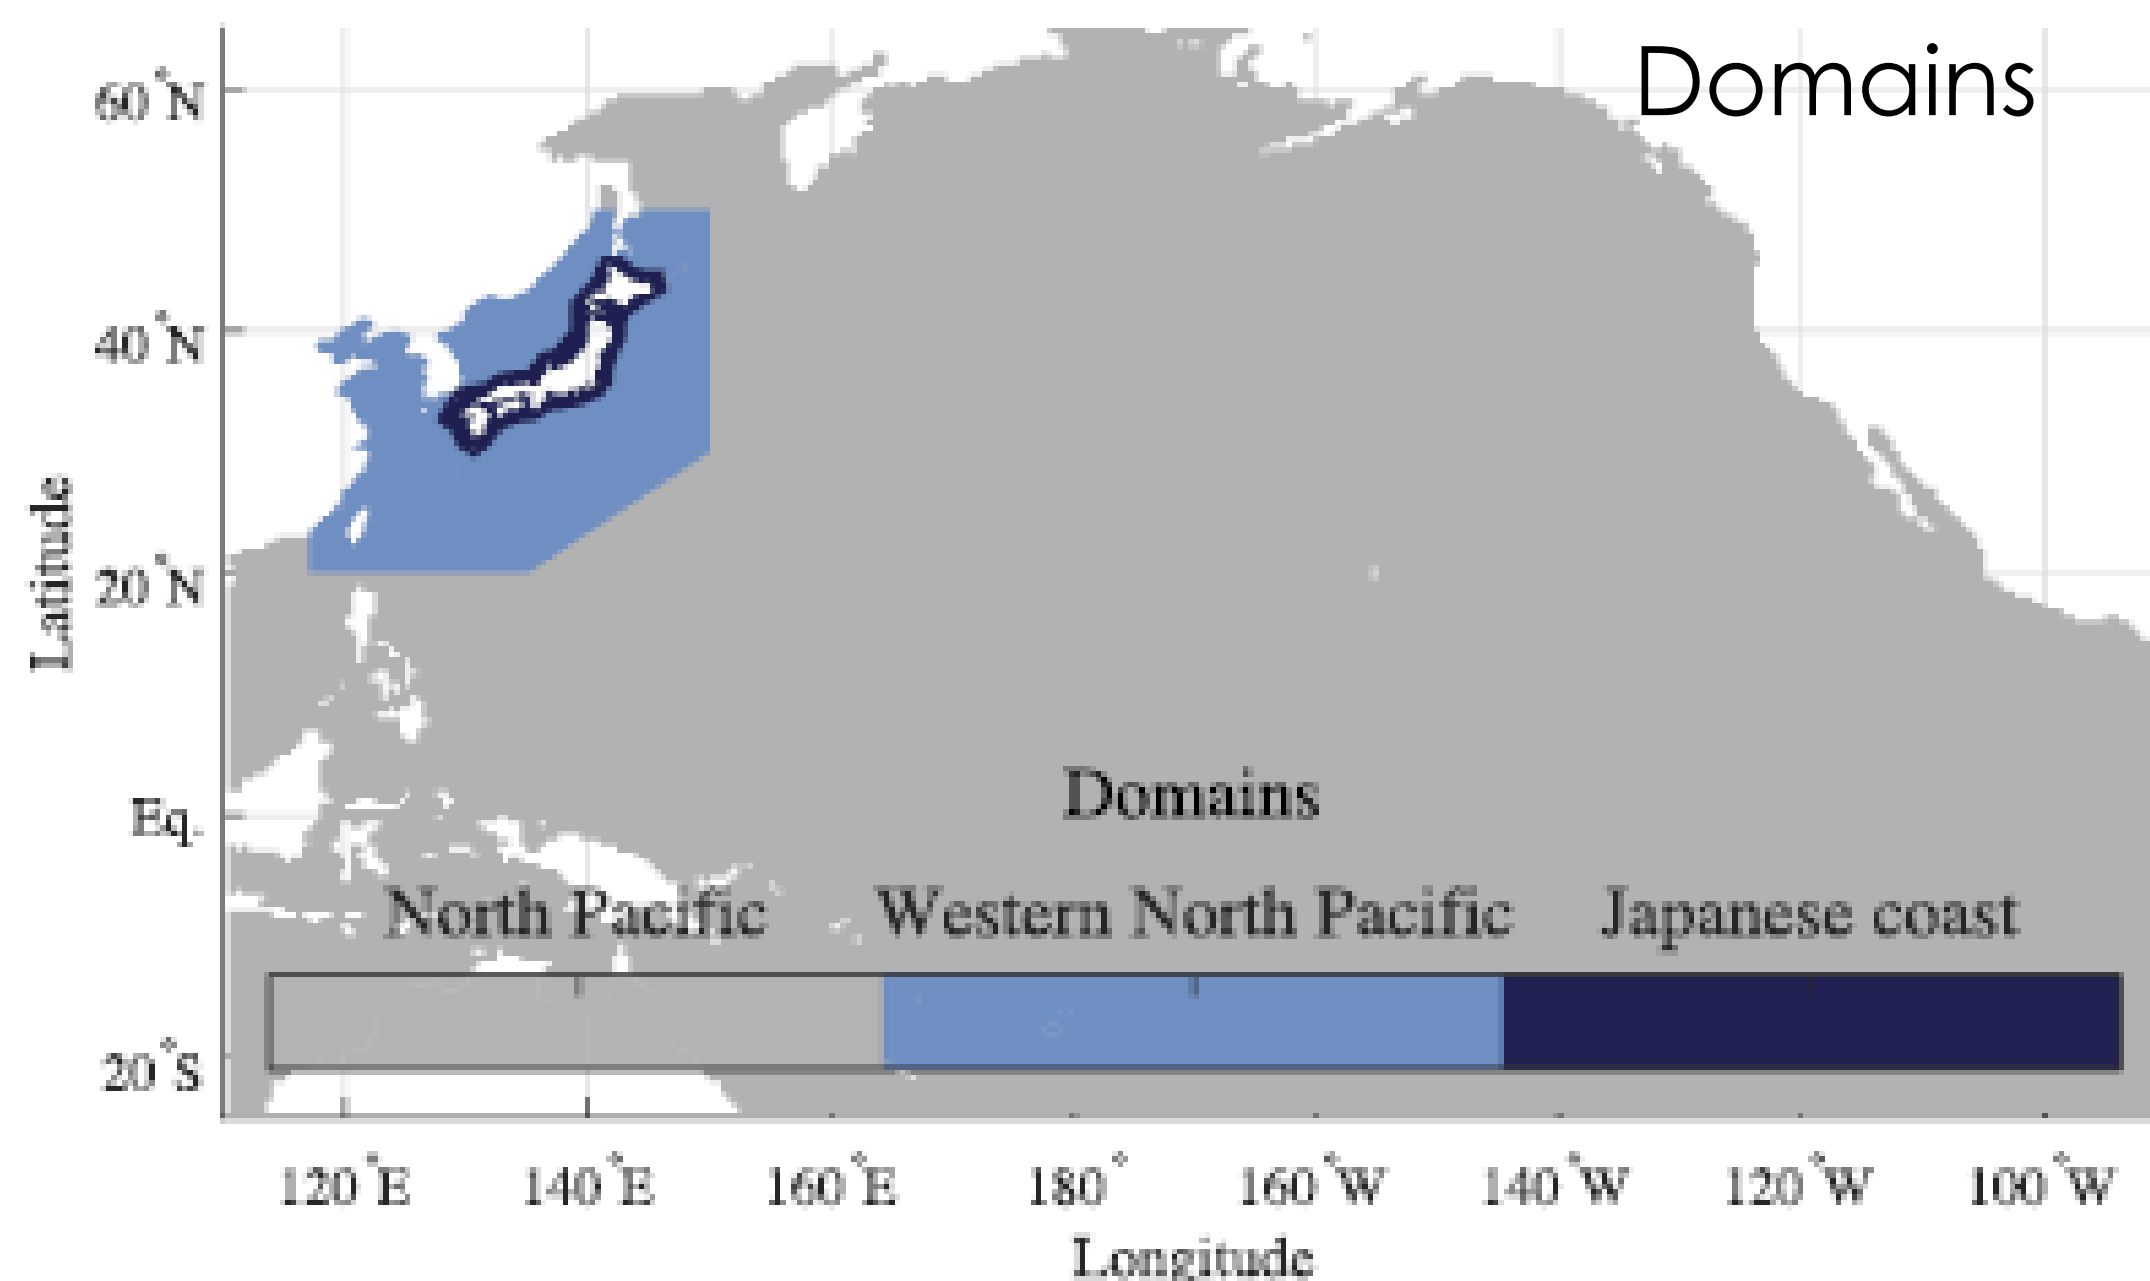 Domains
60°N
40°N
20°N
Eq.
20°S
Latitude
Domains
North Pacific Western North Pacific Japanese coast
120°E 140°E 160°E 180° 160°W 140°W 120°W 100°W
Longitude